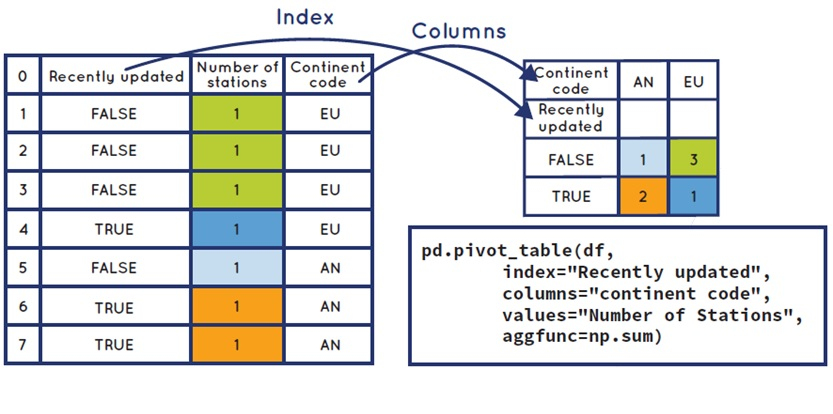 Index
Columns
0 Recently updated Number of stations Continent code
1 FALSE 1 EU
2 FALSE 1 EU
3 FALSE 1 EU
4 TRUE 1 EU
5 FALSE 1 AN
6 TRUE 1 AN
7 TRUE 1 AN
Continent code AN EU
Recently updated
FALSE 1 3
TRUE 2 1
pd.pivot_table(df,
index="Recently updated",
columns="continent code",
values="Number of Stations",
aggfunc=np.sum)